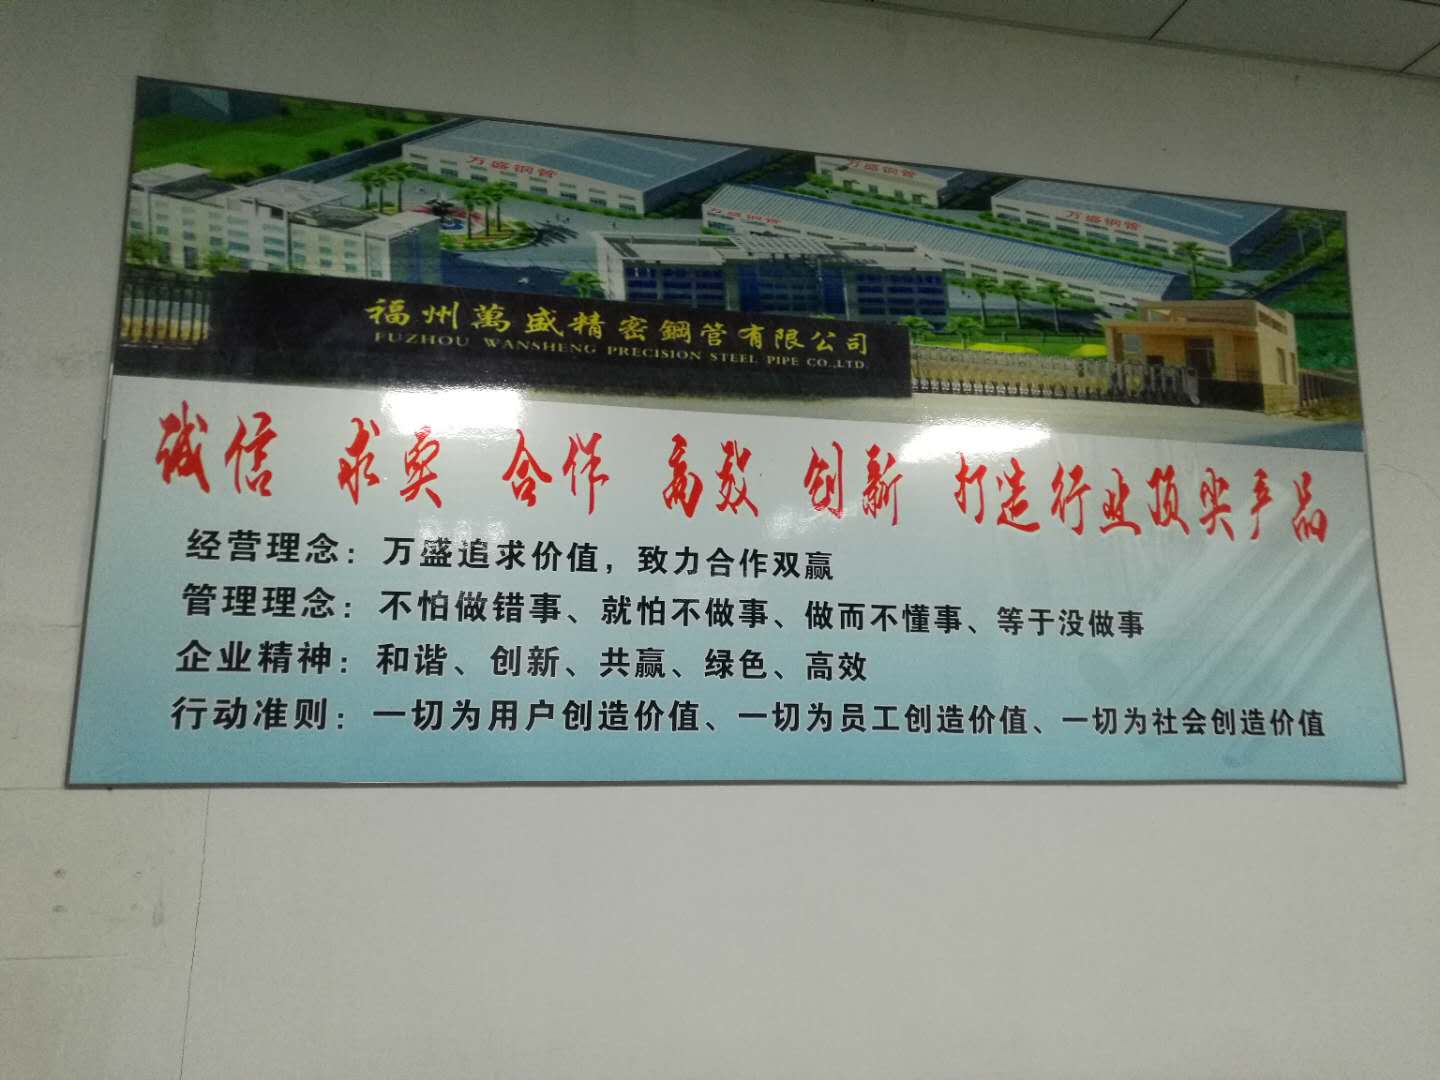 万盛钢管
万盛钢管
万盛钢管
万盛钢管
福州萬盛精密鋼管有限公司
FUZHOU WANSHENG PRECISION STEEL PIPE CO.,LTD.
诚信 求实 合作 高效 创新 打造行业顶尖产品
经营理念：万盛追求价值，致力合作双赢
管理理念：不怕做错事、就怕不做事、做而不懂事、等于没做事
企业精神：和谐、创新、共赢、绿色、高效
行动准则：一切为用户创造价值、一切为员工创造价值、一切为社会创造价值